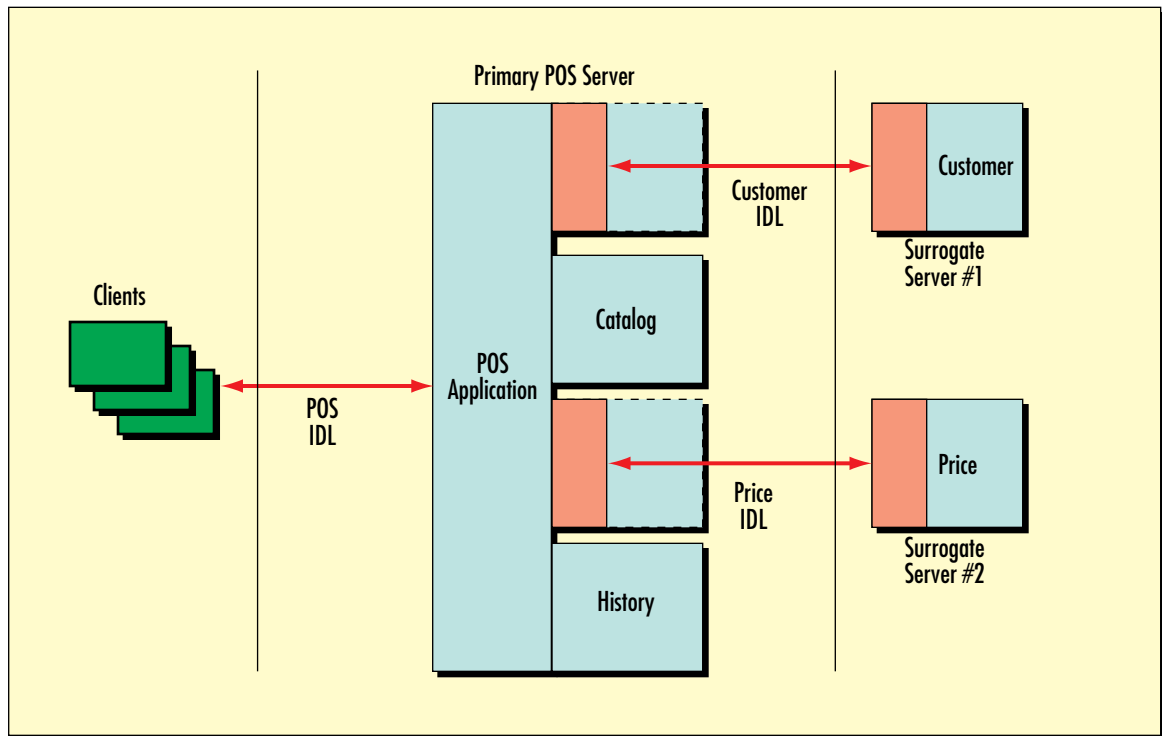 Primary POS Server
Customer
Customer
IDL
Surrogate
Server #1
Clients
Catalog
POS
Application
POS
IDL
Price
Price
IDL
Surrogate
Server #2
History